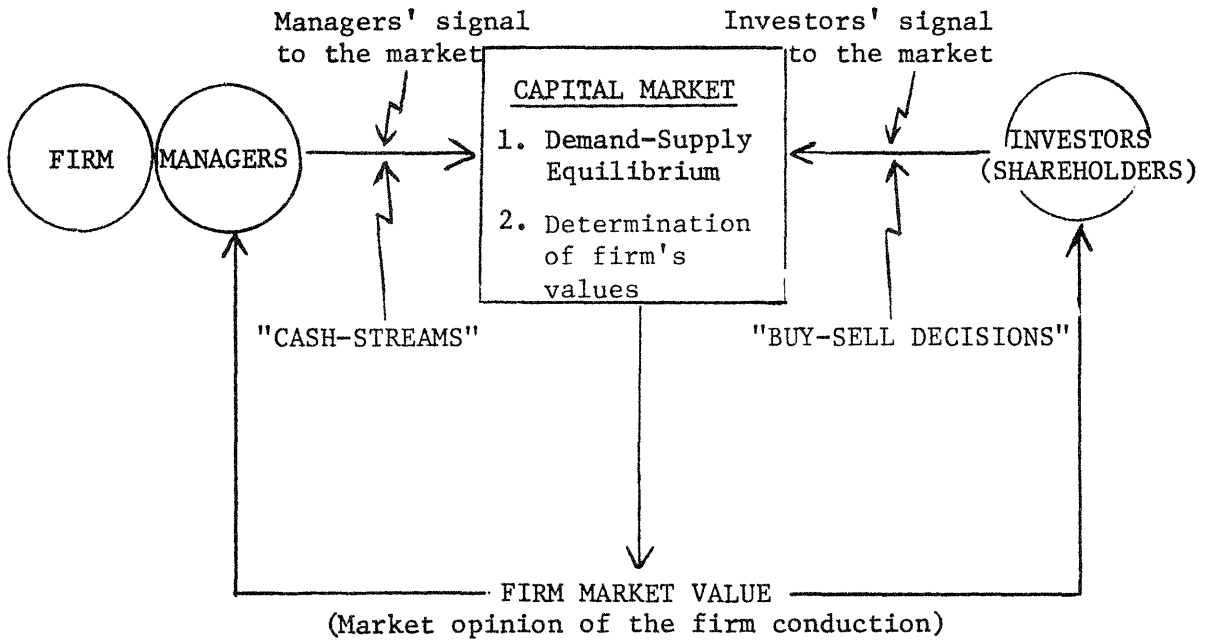 Managers' signal
to the market
Investors' signal
to the market
FIRM
MANAGERS
CAPITAL MARKET
1. Demand-Supply
Equilibrium
2. Determination
of firm's
values
INVESTORS
(SHAREHOLDERS)
"CASH-STREAMS"
"BUY-SELL DECISIONS"
FIRM MARKET VALUE
(Market opinion of the firm conduction)